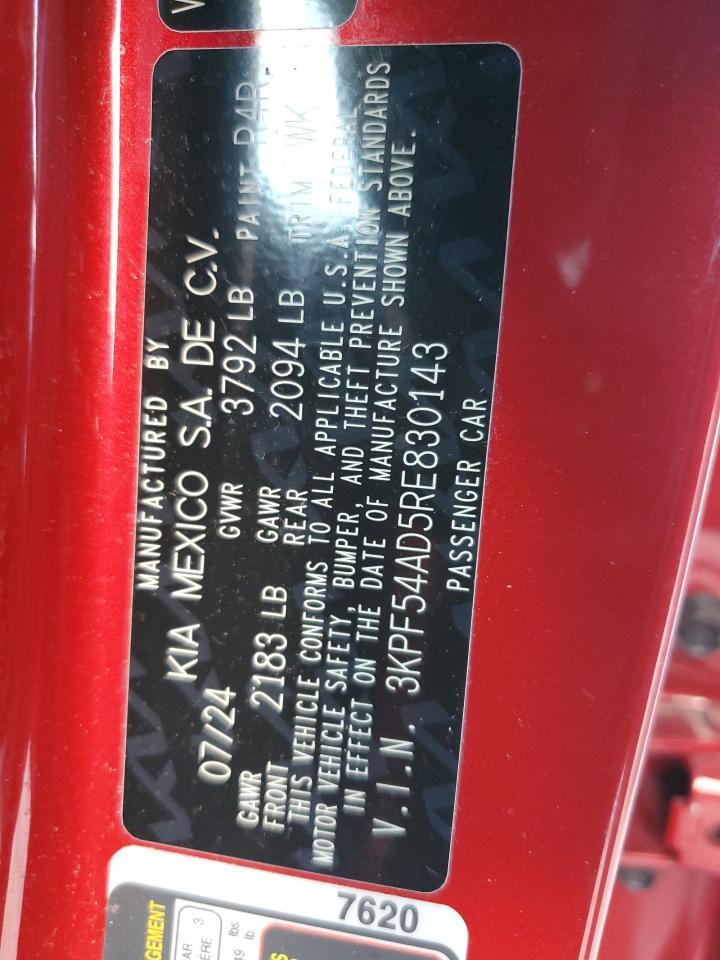 MANUFACTURED BY
KIA MEXICO S.A. DE C.V.
07/24 GVWR 3792 LB PAINT R4R
GAWR FRONT 2183 LB GAWR REAR 2094 LB TRIM WK
THIS VEHICLE CONFORMS TO ALL APPLICABLE U.S.A. FEDERAL
MOTOR VEHICLE SAFETY, BUMPER, AND THEFT PREVENTION STANDARDS
IN EFFECT ON THE DATE OF MANUFACTURE SHOWN ABOVE.
V.I.N. 3KPF54AD5RE830143
PASSENGER CAR
7620